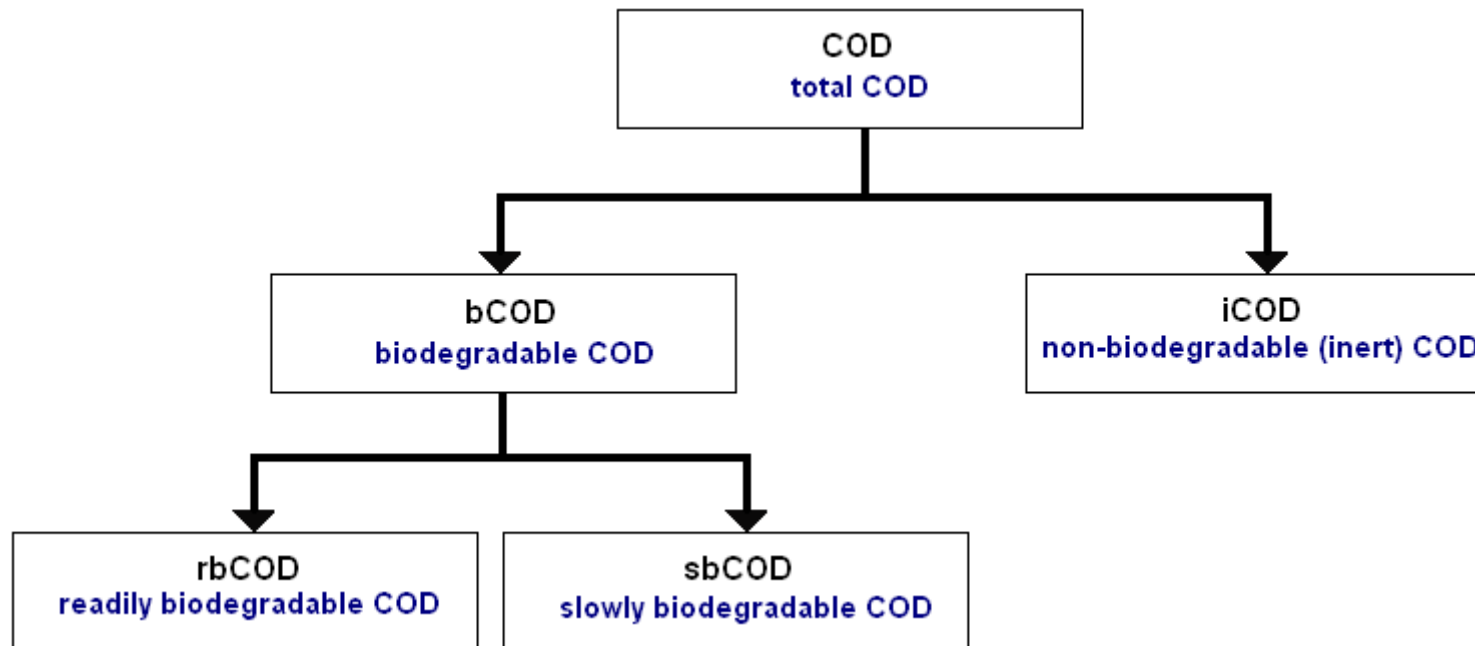 COD
total COD
bCOD
biodegradable COD
iCOD
non-biodegradable (inert) COD
rbCOD
readily biodegradable COD
sbCOD
slowly biodegradable COD